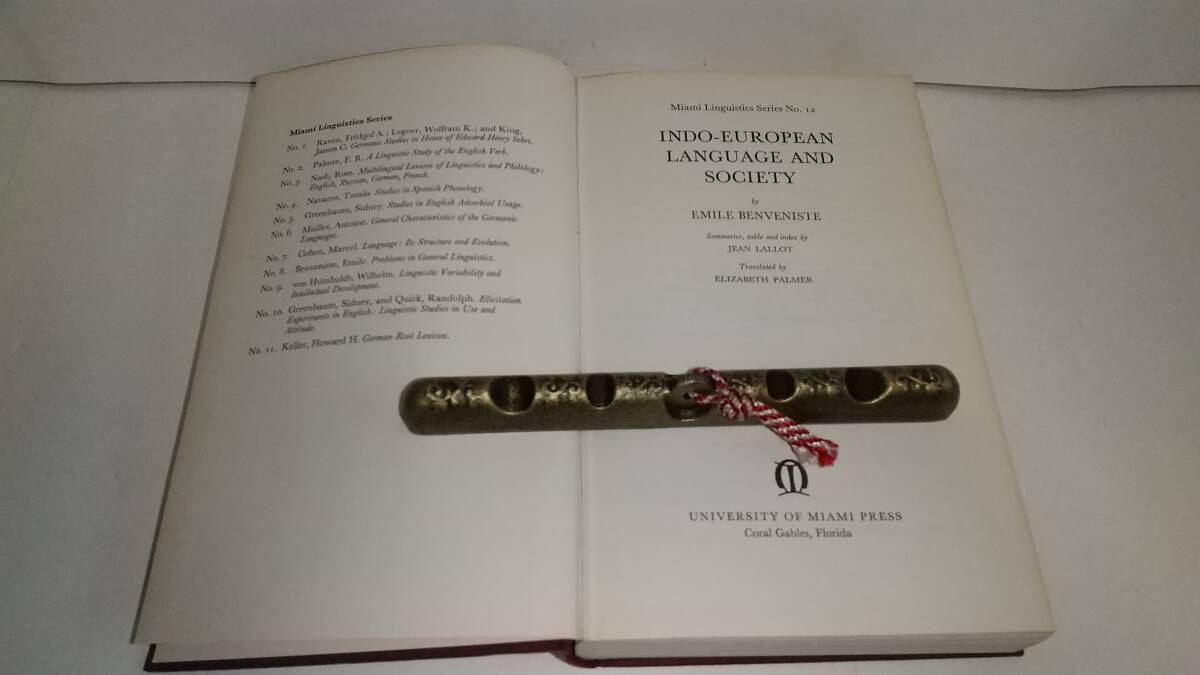 Miami Linguistics Series
No. 1. Raven, Frithjof A.; Legner, Wolfram K.; and King,
James C. Germanic Studies in Honor of Edward Henry Sehrt.
No. 2. Palmer, F. R. A Linguistic Study of the English Verb.
No. 3. Nash, Rose. Multilingual Lexicon of Linguistics and Philology:
English, Russian, German, French.
No. 4. Navarro, Tomás. Studies in Spanish Phonology.
No. 5. Greenbaum, Sidney. Studies in English Adverbial Usage.
No. 6. Meillet, Antoine. General Characteristics of the Germanic
Languages.
No. 7. Cohen, Marcel. Language: Its Structure and Evolution.
No. 8. Benveniste, Emile. Problems in General Linguistics.
No. 9. von Humboldt, Wilhelm. Linguistic Variability and
Intellectual Development.
No. 10. Greenbaum, Sidney, and Quirk, Randolph. Elicitation
Experiments in English: Linguistic Studies in Use and
Attitude.
No. 11. Keller, Howard H. German Root Lexicon.
Miami Linguistics Series No. 12
INDO-EUROPEAN
LANGUAGE AND
SOCIETY
by
EMILE BENVENISTE
Summaries, table and index by
JEAN LALLOT
Translated by
ELIZABETH PALMER
UNIVERSITY OF MIAMI PRESS
Coral Gables, Florida